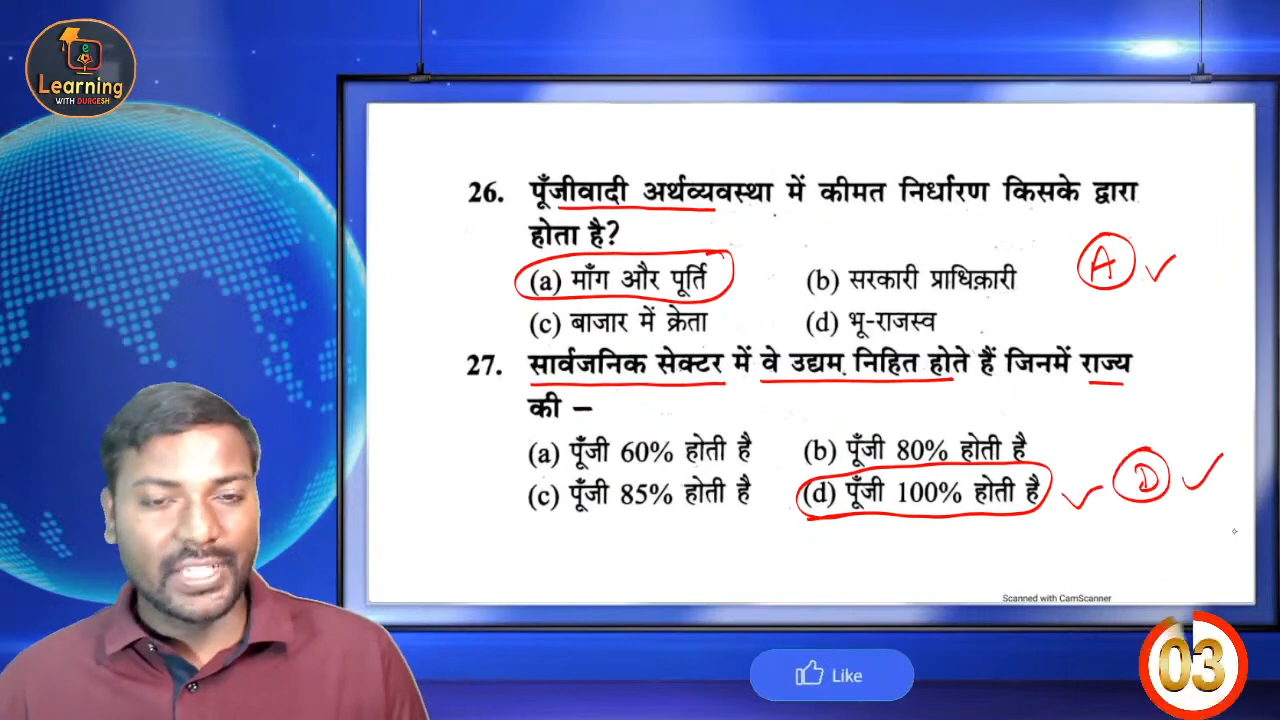 e
Learning
WITH DURGESH
26. पूँजीवादी अर्थव्यवस्था में कीमत निर्धारण किसके द्वारा
होता है?
(a) माँग और पूर्ति (b) सरकारी प्राधिकारी
A
(c) बाजार में क्रेता (d) भू-राजस्व
27. सार्वजनिक सेक्टर में वे उद्यम निहित होते हैं जिनमें राज्य
की –
(a) पूँजी 60% होती है (b) पूँजी 80% होती है
(c) पूँजी 85% होती है (d) पूँजी 100% होती है
D
Scanned with CamScanner
Like
03